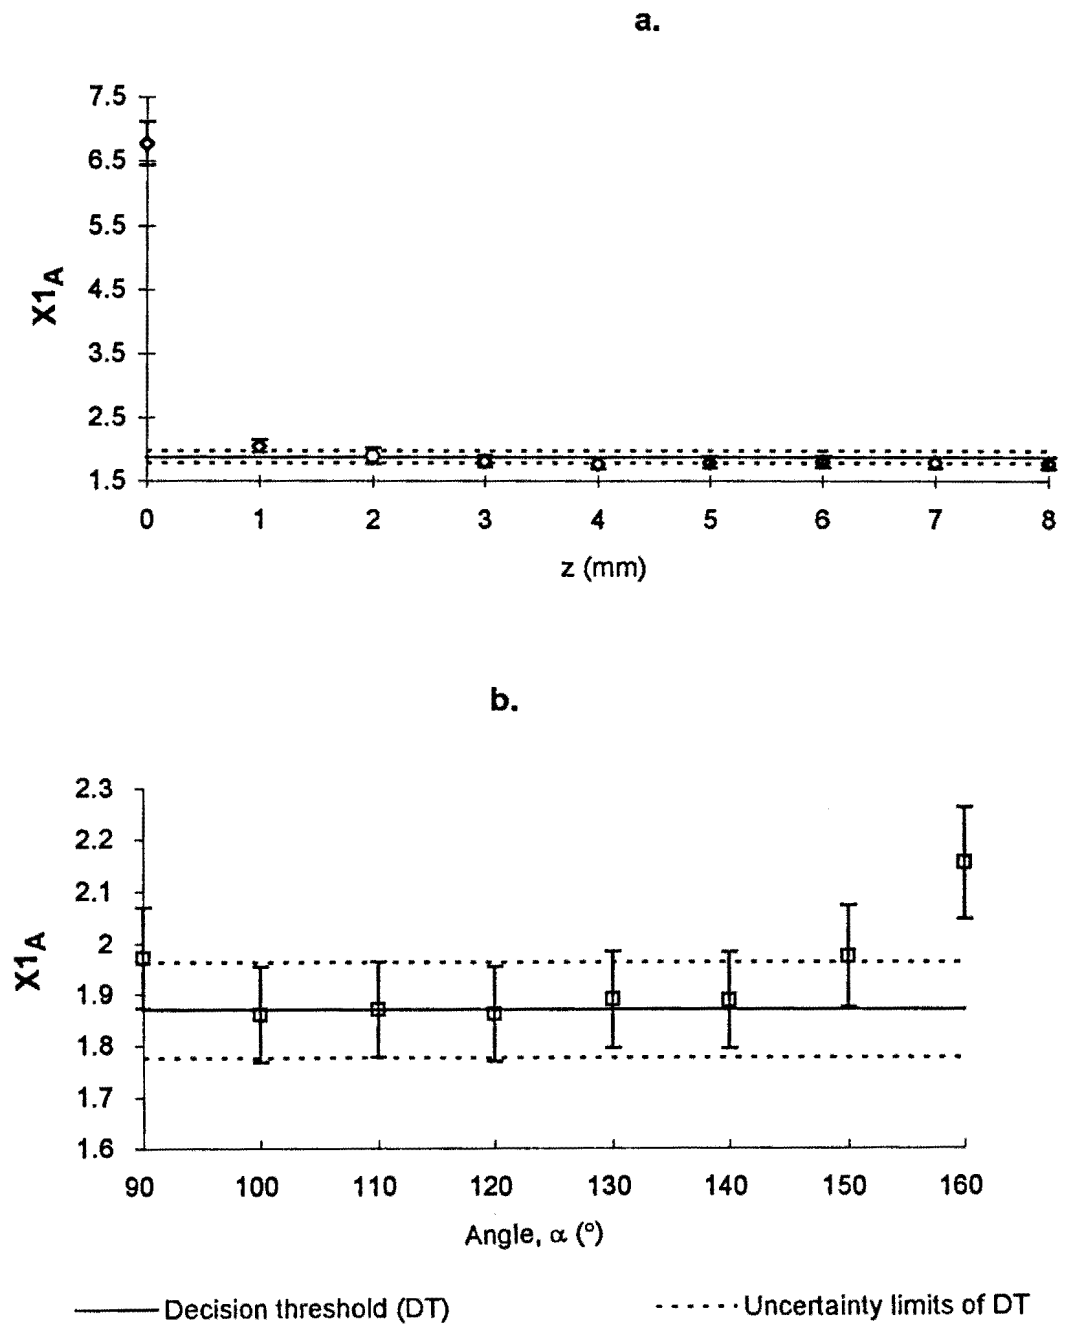 a.
7.5
6.5
5.5
4.5
3.5
2.5
1.5
X1A
0 1 2 3 4 5 6 7 8
z (mm)
b.
2.3
2.2
2.1
2
1.9
1.8
1.7
1.6
X1A
90 100 110 120 130 140 150 160
Angle, α (°)
Decision threshold (DT) Uncertainty limits of DT